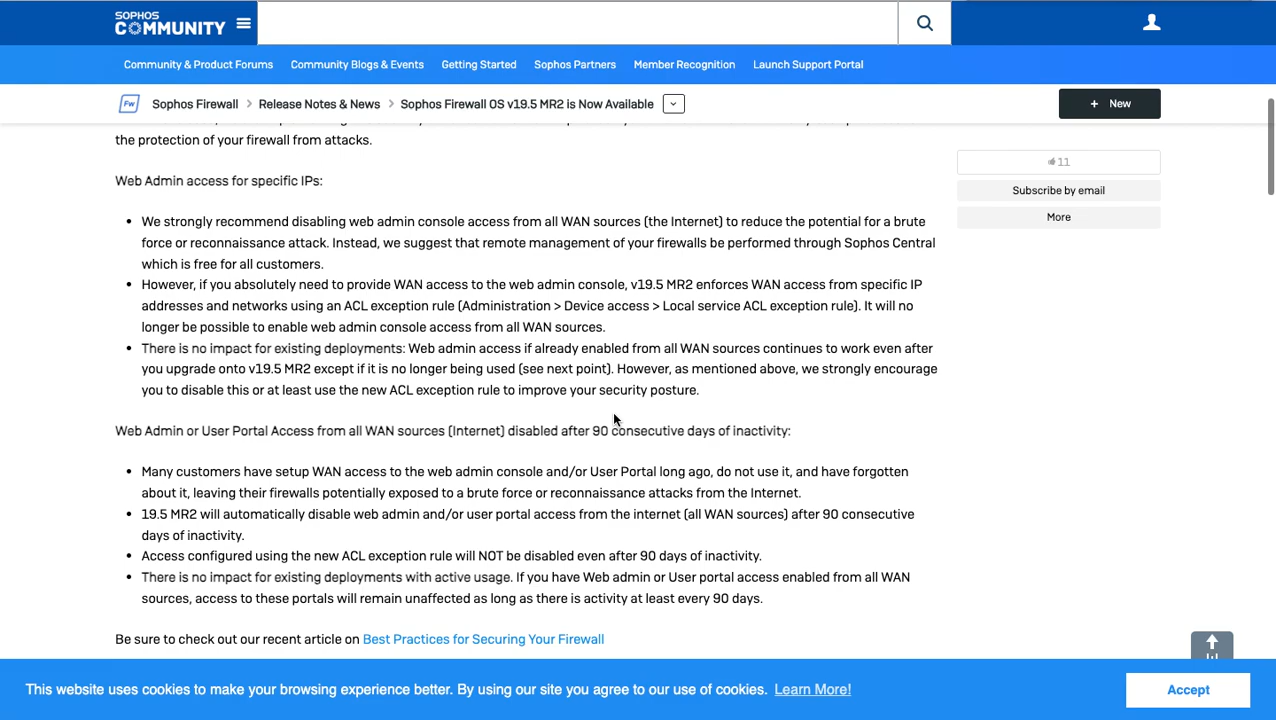 SOPHOS
COMMUNITY
Community & Product Forums Community Blogs & Events Getting Started Sophos Partners Member Recognition Launch Support Portal
Fw Sophos Firewall > Release Notes & News > Sophos Firewall OS v19.5 MR2 is Now Available + New
the protection of your firewall from attacks.
11
Web Admin access for specific IPs:
Subscribe by email
More
• We strongly recommend disabling web admin console access from all WAN sources (the Internet) to reduce the potential for a brute
force or reconnaissance attack. Instead, we suggest that remote management of your firewalls be performed through Sophos Central
which is free for all customers.
• However, if you absolutely need to provide WAN access to the web admin console, v19.5 MR2 enforces WAN access from specific IP
addresses and networks using an ACL exception rule (Administration > Device access > Local service ACL exception rule). It will no
longer be possible to enable web admin console access from all WAN sources.
• There is no impact for existing deployments: Web admin access if already enabled from all WAN sources continues to work even after
you upgrade onto v19.5 MR2 except if it is no longer being used (see next point). However, as mentioned above, we strongly encourage
you to disable this or at least use the new ACL exception rule to improve your security posture.
Web Admin or User Portal Access from all WAN sources (Internet) disabled after 90 consecutive days of inactivity:
• Many customers have setup WAN access to the web admin console and/or User Portal long ago, do not use it, and have forgotten
about it, leaving their firewalls potentially exposed to a brute force or reconnaissance attacks from the Internet.
• 19.5 MR2 will automatically disable web admin and/or user portal access from the internet (all WAN sources) after 90 consecutive
days of inactivity.
• Access configured using the new ACL exception rule will NOT be disabled even after 90 days of inactivity.
• There is no impact for existing deployments with active usage. If you have Web admin or User portal access enabled from all WAN
sources, access to these portals will remain unaffected as long as there is activity at least every 90 days.
Be sure to check out our recent article on Best Practices for Securing Your Firewall
This website uses cookies to make your browsing experience better. By using our site you agree to our use of cookies. Learn More!
Accept